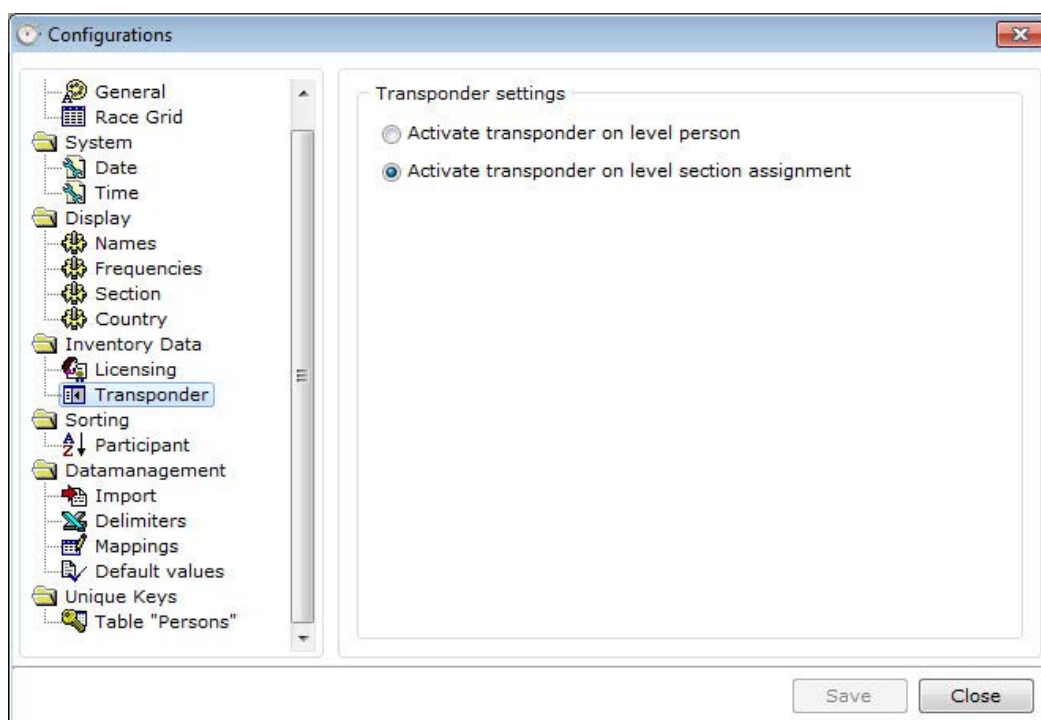 Configurations
General
Race Grid
System
Date
Time
Display
Names
Frequencies
Section
Country
Inventory Data
Licensing
Transponder
Sorting
Participant
Datamanagement
Import
Delimiters
Mappings
Default values
Unique Keys
Table "Persons"
Transponder settings
Activate transponder on level person
Activate transponder on level section assignment
Save
Close